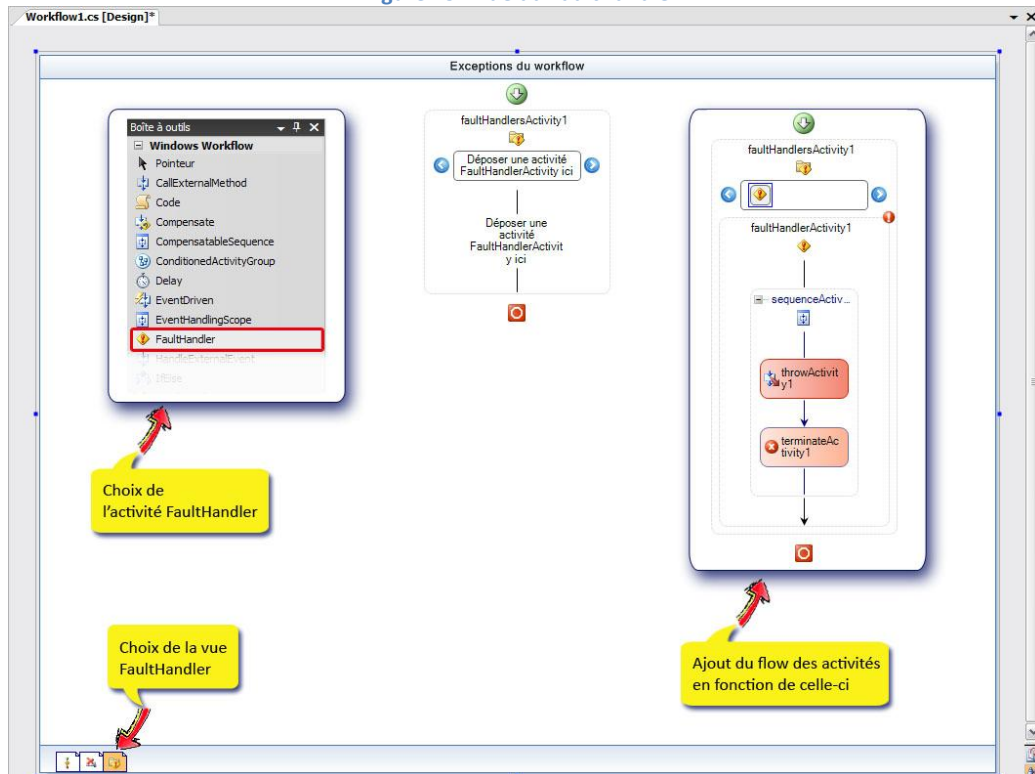 Workflow1.cs [Design]*
Exceptions du workflow
Boîte à outils
Windows Workflow
Pointeur
CallExternalMethod
Code
Compensate
CompensatableSequence
ConditionedActivityGroup
Delay
EventDriven
EventHandlingScope
FaultHandler
HandleExternalEvent
IfElse
Choix de
l'activité FaultHandler
faultHandlersActivity1
Déposer une activité
FaultHandlerActivity ici
Déposer une
activité
FaultHandlerActivit
y ici
faultHandlersActivity1
faultHandlerActivity1
sequenceActiv...
throwActivit
y1
terminateAc
tivity1
Choix de la vue
FaultHandler
Ajout du flow des activités
en fonction de celle-ci